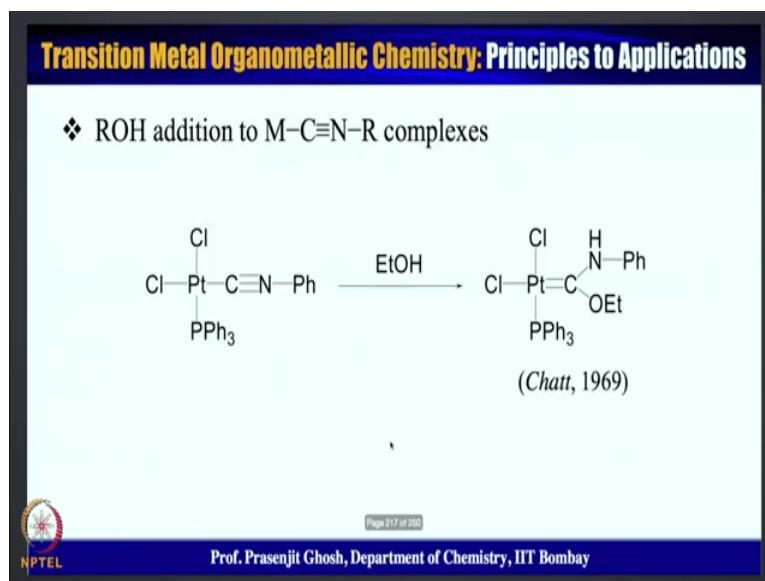 Transition Metal Organometallic Chemistry: Principles to Applications
❖ ROH addition to M−C≡N−R complexes
Cl
Cl−Pt−C≡N−Ph
PPh3
EtOH
Cl
H
N−Ph
Cl−Pt=C
OEt
PPh3
(Chatt, 1969)
Page 217 of 250
NPTEL
Prof. Prasenjit Ghosh, Department of Chemistry, IIT Bombay